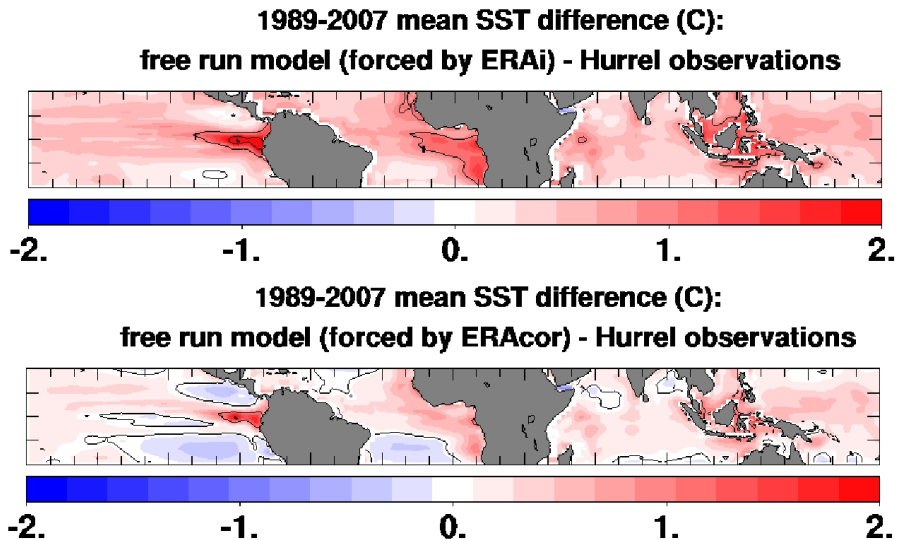 1989-2007 mean SST difference (C):
free run model (forced by ERAi) - Hurrel observations
-2. -1. 0. 1. 2.
1989-2007 mean SST difference (C):
free run model (forced by ERAcor) - Hurrel observations
-2. -1. 0. 1. 2.